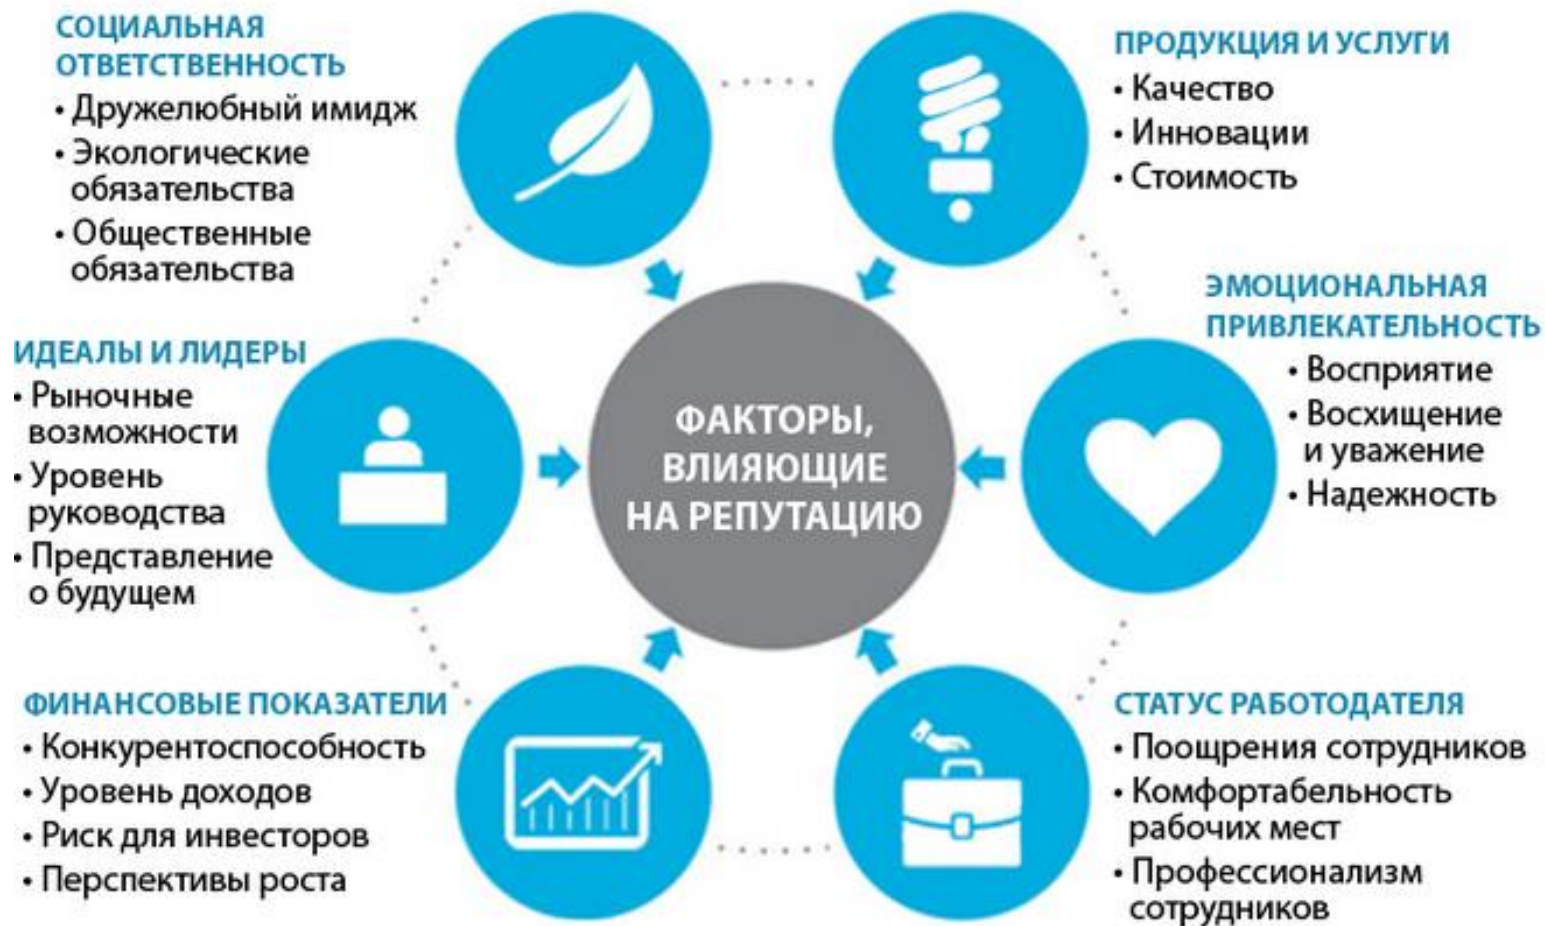 СОЦИАЛЬНАЯ
ОТВЕТСТВЕННОСТЬ
• Дружелюбный имидж
• Экологические
обязательства
• Общественные
обязательства
ПРОДУКЦИЯ И УСЛУГИ
• Качество
• Инновации
• Стоимость
ЭМОЦИОНАЛЬНАЯ
ПРИВЛЕКАТЕЛЬНОСТЬ
• Восприятие
• Восхищение
и уважение
• Надежность
ИДЕАЛЫ И ЛИДЕРЫ
• Рыночные
возможности
• Уровень
руководства
• Представление
о будущем
ФАКТОРЫ,
ВЛИЯЮЩИЕ
НА РЕПУТАЦИЮ
ФИНАНСОВЫЕ ПОКАЗАТЕЛИ
• Конкурентоспособность
• Уровень доходов
• Риск для инвесторов
• Перспективы роста
СТАТУС РАБОТОДАТЕЛЯ
• Поощрения сотрудников
• Комфортабельность
рабочих мест
• Профессионализм
сотрудников